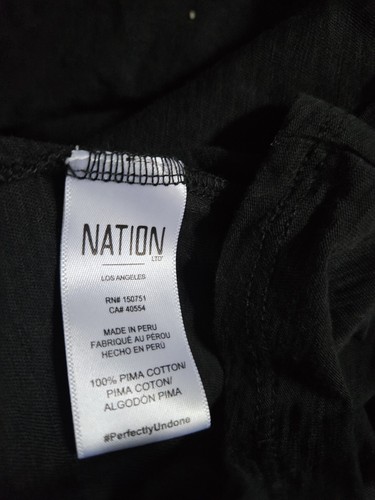 NATION
LTD
LOS ANGELES
RN# 150751
CA# 40554
MADE IN PERU
FABRIQUÉ AU PÉROU
HECHO EN PERÚ
100% PIMA COTTON/
PIMA COTON/
ALGODÓN PIMA
#PerfectlyUndone